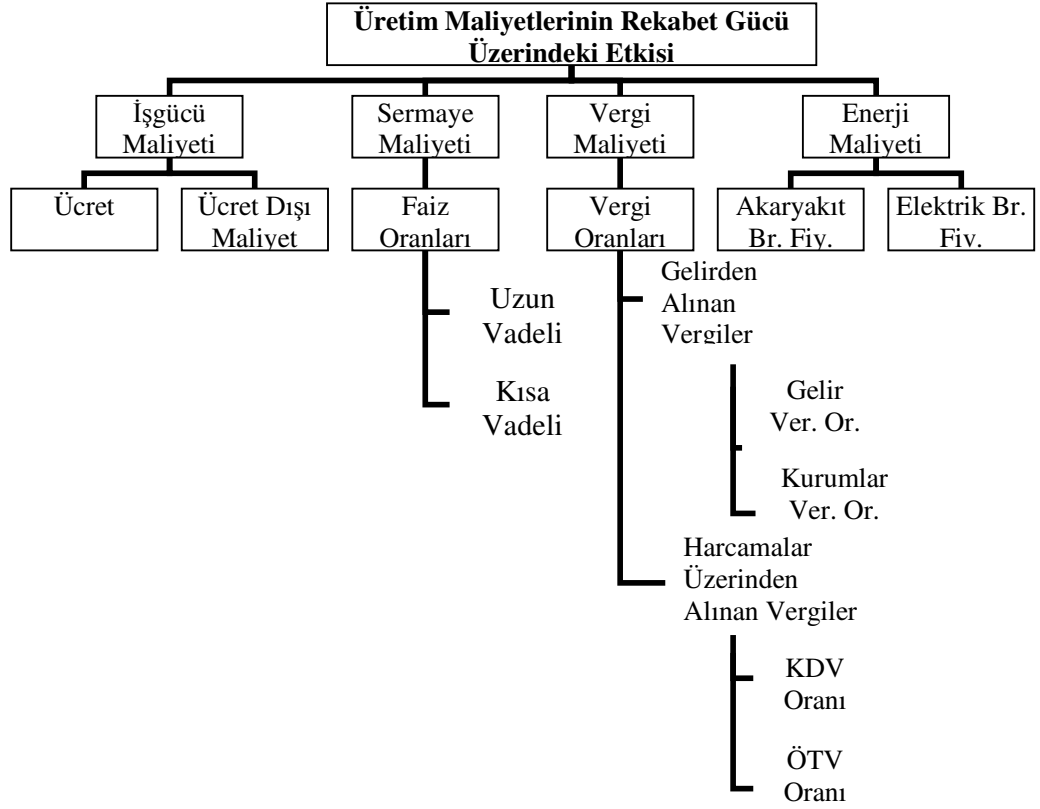 Üretim Maliyetlerinin Rekabet Gücü
Üzerindeki Etkisi
İşgücü
Maliyeti
Sermaye
Maliyeti
Vergi
Maliyeti
Enerji
Maliyeti
Ücret
Ücret Dışı
Maliyet
Faiz
Oranları
Vergi
Oranları
Akaryakıt
Br. Fiy.
Elektrik Br.
Fiy.
Uzun
Vadeli
Kısa
Vadeli
Gelirden
Alınan
Vergiler
Gelir
Ver. Or.
Kurumlar
Ver. Or.
Harcamalar
Üzerinden
Alınan Vergiler
KDV
Oranı
ÖTV
Oranı